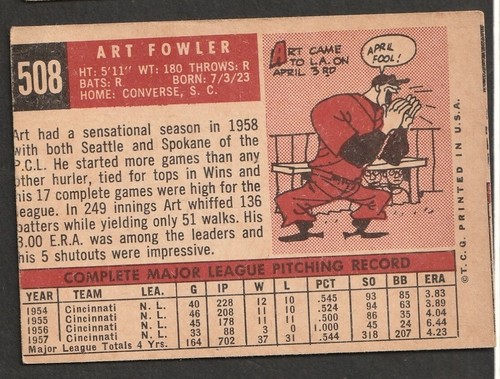 508
ART FOWLER
HT: 5'11" WT: 180 THROWS: R
BATS: R BORN: 7/3/23
HOME: CONVERSE, S. C.
ART CAME
TO L.A. ON
APRIL 3RD
APRIL
FOOL!
Art had a sensational season in 1958
with both Seattle and Spokane of the
P.C.L. He started more games than any
other hurler, tied for tops in Wins and
his 17 complete games were high for the
league. In 249 innings Art whiffed 136
batters while yielding only 51 walks. His
3.00 E.R.A. was among the leaders and
his 5 shutouts were impressive.
© T.C.G. PRINTED IN U.S.A.
COMPLETE MAJOR LEAGUE PITCHING RECORD
YEAR TEAM LEA. G IP W L PCT SO BB ERA
1954 Cincinnati N. L. 40 228 12 10 .545 93 85 3.83
1955 Cincinnati N. L. 46 208 11 10 .524 94 63 3.89
1956 Cincinnati N. L. 45 178 11 11 .500 86 35 4.04
1957 Cincinnati N. L. 33 88 3 0 1.000 45 24 6.44
Major League Totals 4 Yrs. 164 702 37 31 .544 318 207 4.23